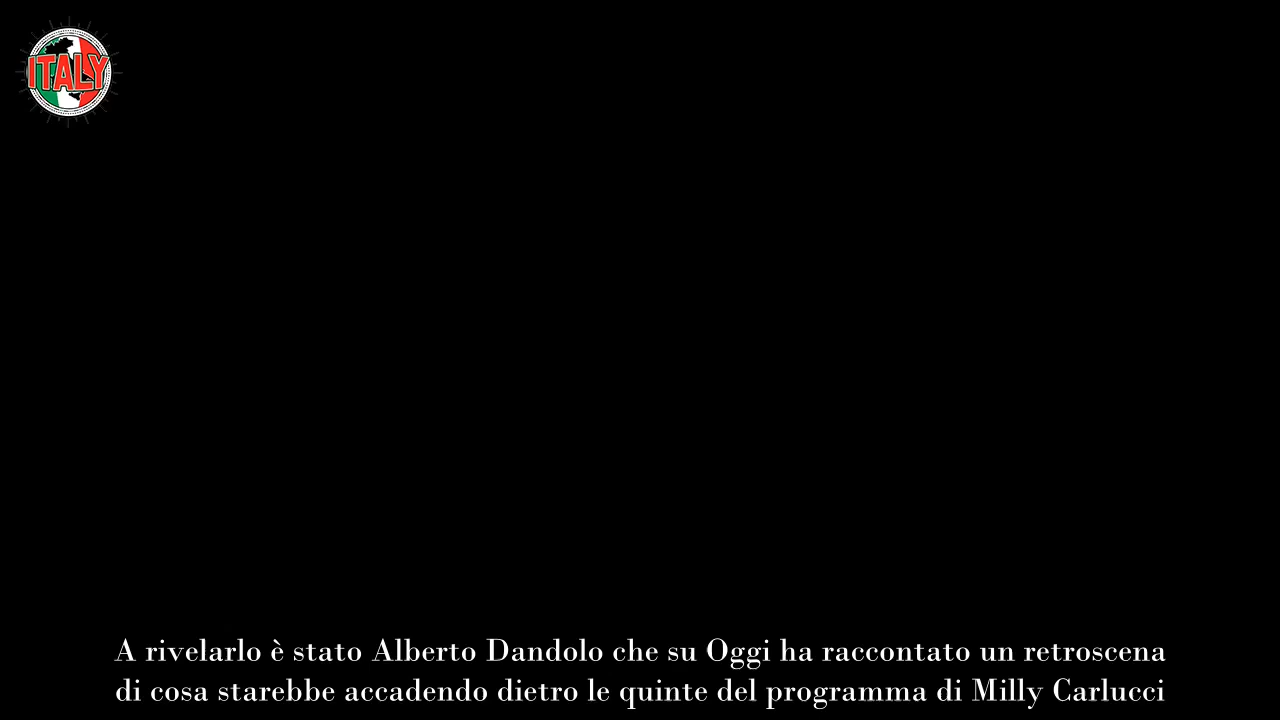 ITALY
A rivelarlo è stato Alberto Dandolo che su Oggi ha raccontato un retroscena
di cosa starebbe accadendo dietro le quinte del programma di Milly Carlucci